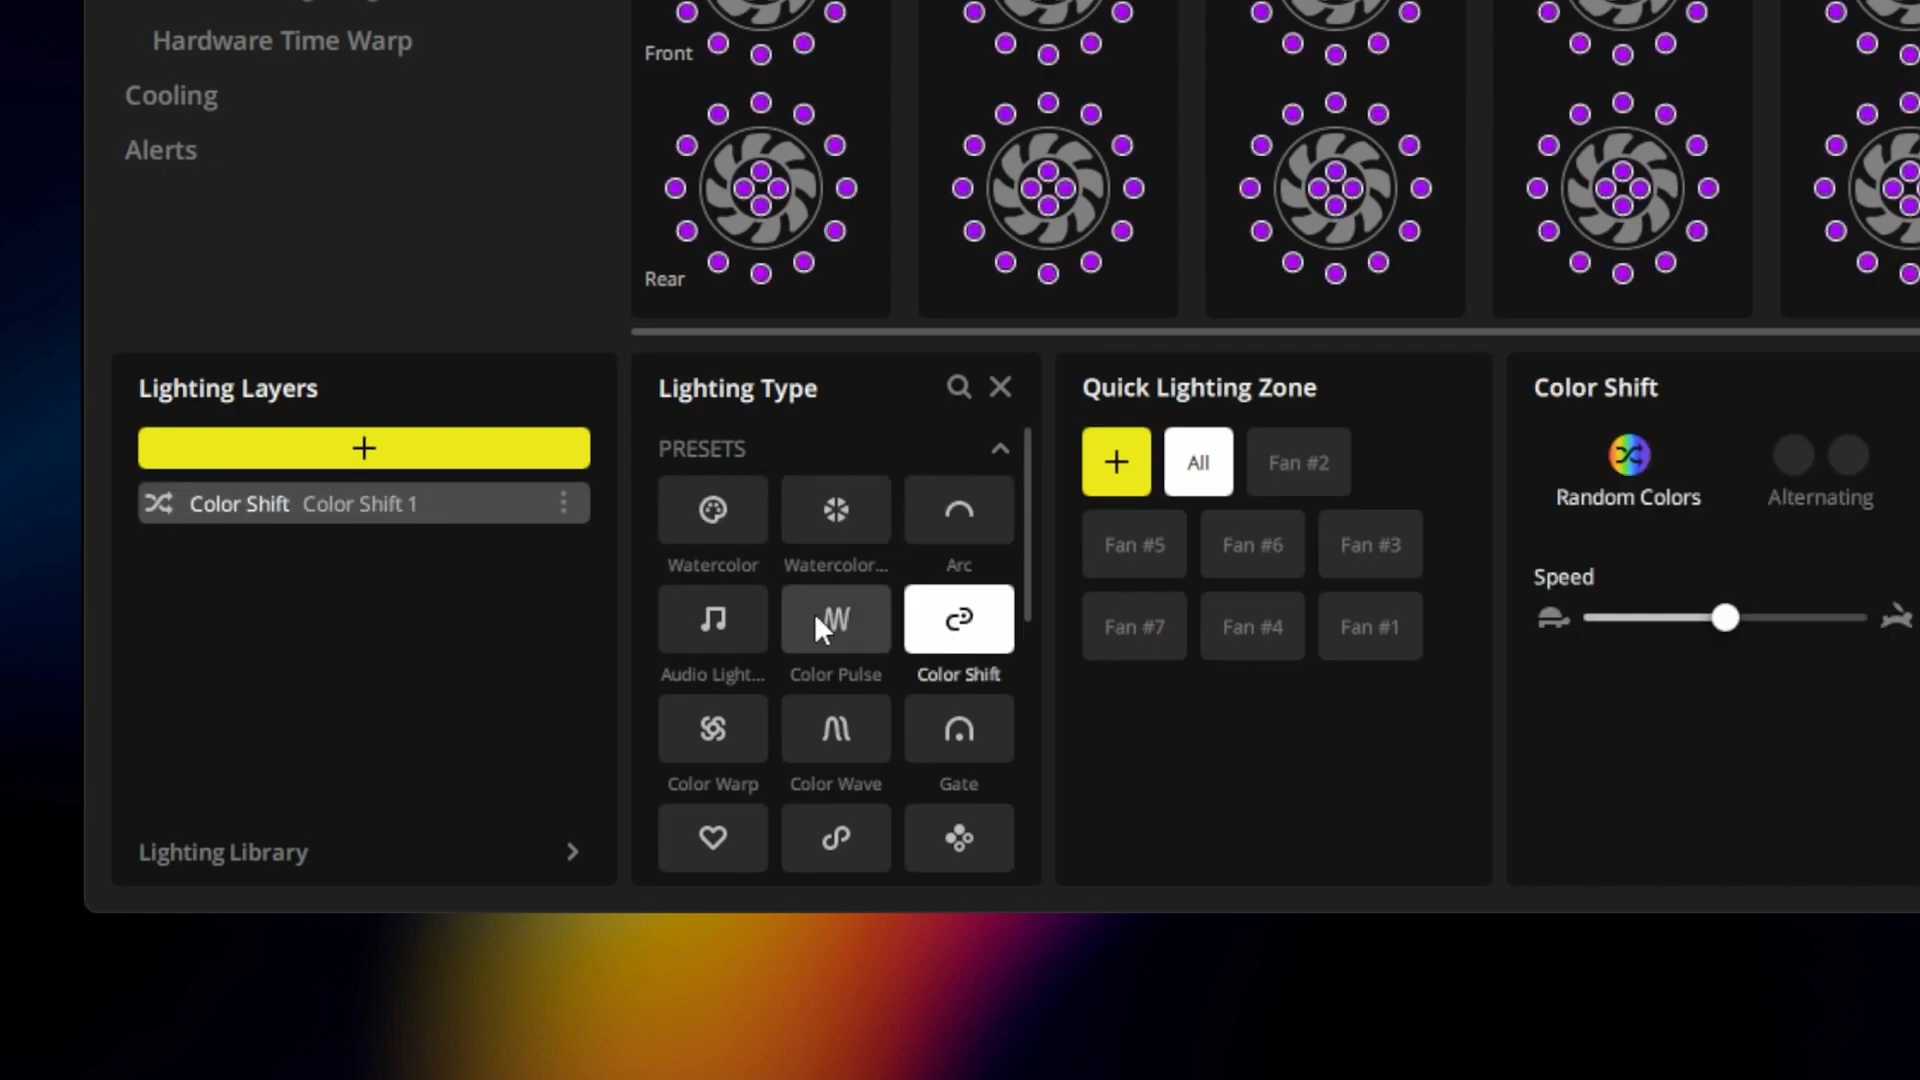 Hardware Time Warp
Cooling
Alerts
Front
Rear
Lighting Layers
+
Color Shift Color Shift 1
Lighting Library
Lighting Type
PRESETS
Watercolor Watercolor... Arc
Audio Light... Color Pulse Color Shift
Color Warp Color Wave Gate
Quick Lighting Zone
+ All Fan #2
Fan #5 Fan #6 Fan #3
Fan #7 Fan #4 Fan #1
Color Shift
Random Colors Alternating
Speed